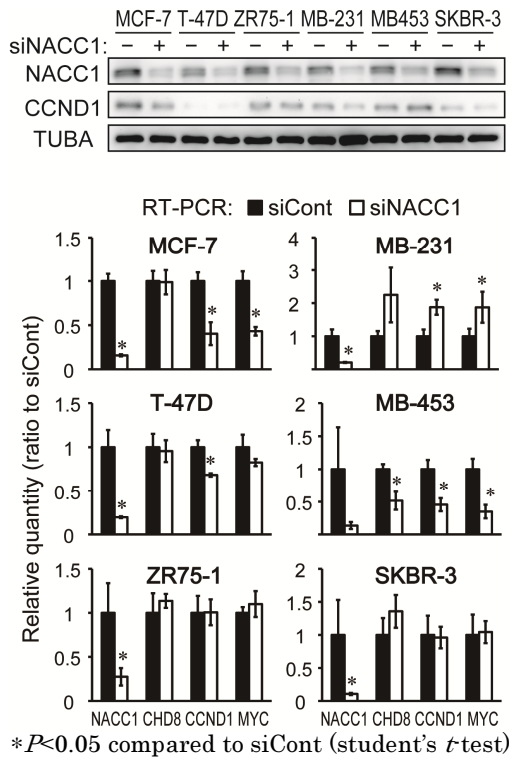 MCF-7 T-47D ZR75-1 MB-231 MB453 SKBR-3
siNACC1: − + − + − + − + − + − +
NACC1
CCND1
TUBA
RT-PCR: siCont siNACC1
Relative quantity (ratio to siCont)
MCF-7
1.5
1
0.5
0
* * *
MB-231
4
3
2
1
0
* * *
T-47D
1.5
1
0.5
0
* *
MB-453
2
1.5
1
0.5
0
* * *
ZR75-1
1.5
1
0.5
0
*
NACC1 CHD8 CCND1 MYC
SKBR-3
2
1.5
1
0.5
0
*
NACC1 CHD8 CCND1 MYC
*P<0.05 compared to siCont (student's t-test)